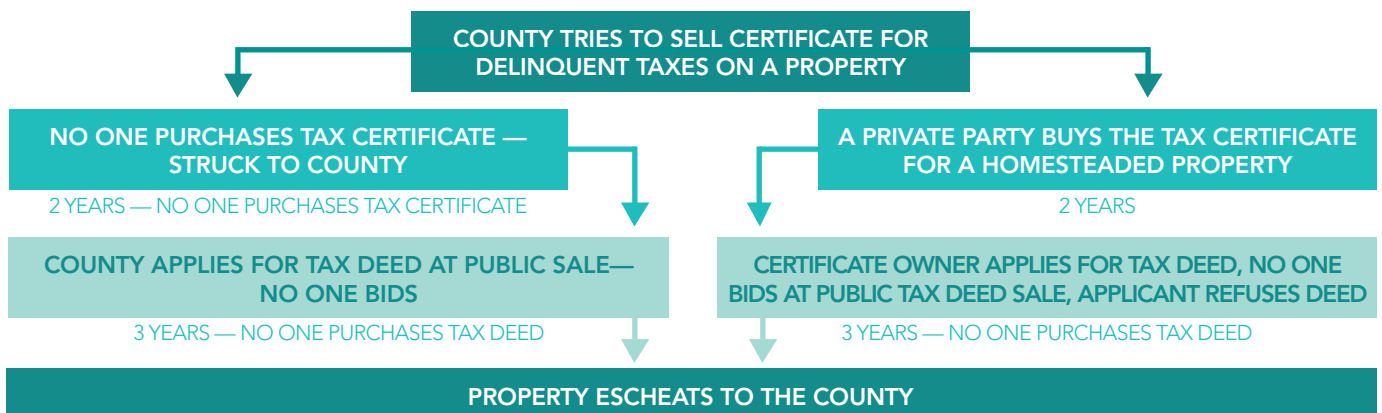 COUNTY TRIES TO SELL CERTIFICATE FOR
DELINQUENT TAXES ON A PROPERTY
NO ONE PURCHASES TAX CERTIFICATE —
STRUCK TO COUNTY
2 YEARS — NO ONE PURCHASES TAX CERTIFICATE
COUNTY APPLIES FOR TAX DEED AT PUBLIC SALE—
NO ONE BIDS
3 YEARS — NO ONE PURCHASES TAX DEED
A PRIVATE PARTY BUYS THE TAX CERTIFICATE
FOR A HOMESTEADED PROPERTY
2 YEARS
CERTIFICATE OWNER APPLIES FOR TAX DEED, NO ONE
BIDS AT PUBLIC TAX DEED SALE, APPLICANT REFUSES DEED
3 YEARS — NO ONE PURCHASES TAX DEED
PROPERTY ESCHEATS TO THE COUNTY